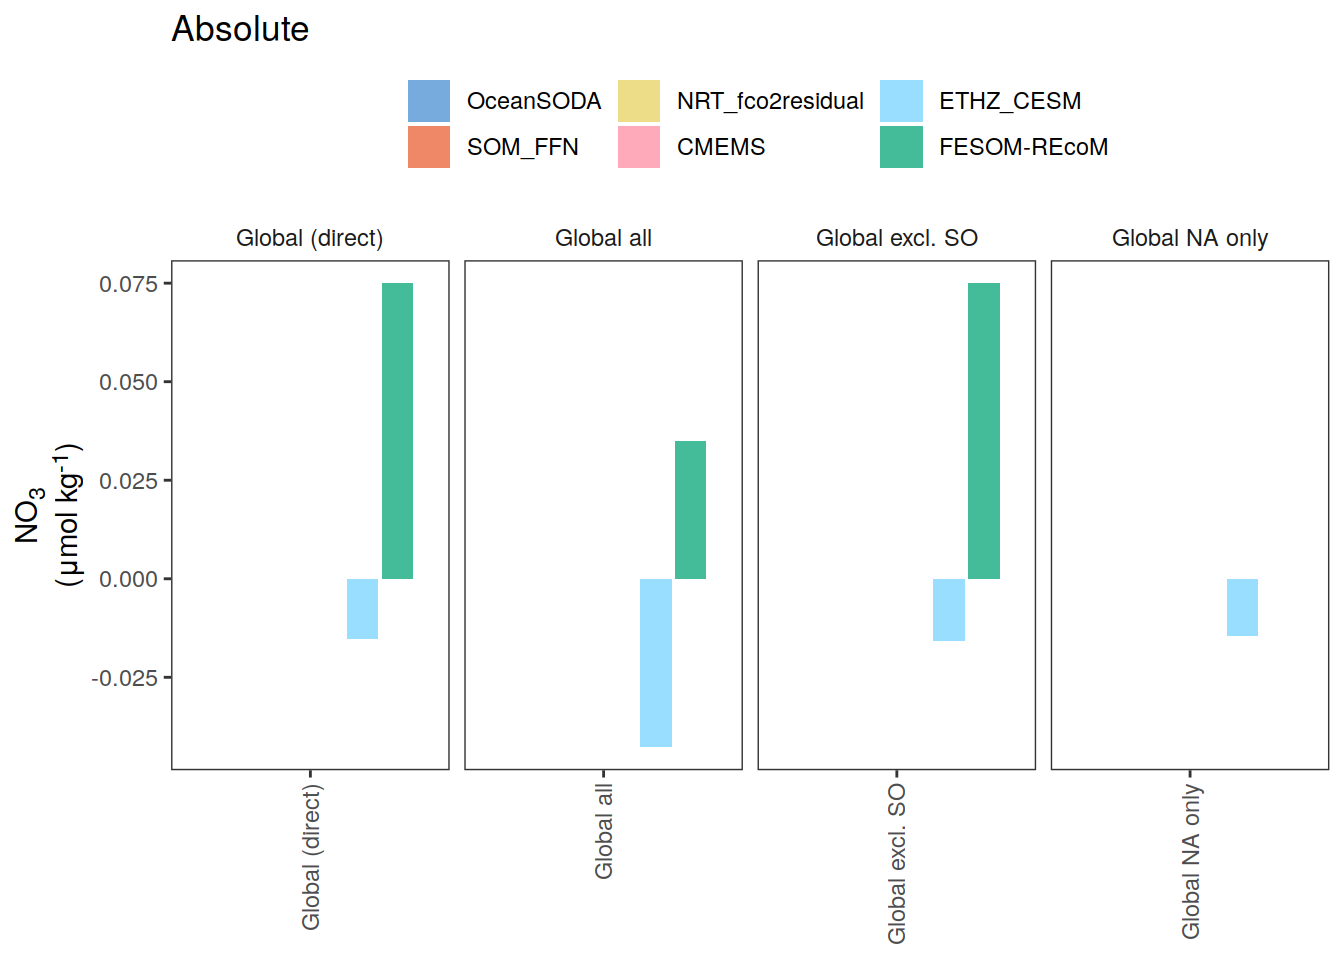 Absolute
OceanSODA NRT_fco2residual ETHZ_CESM
SOM_FFN CMEMS FESOM-REcoM
Global (direct) Global all Global excl. SO Global NA only
0.075
0.050
0.025
0.000
-0.025
NO₃
(μmol kg⁻¹)
Global (direct) Global all Global excl. SO Global NA only